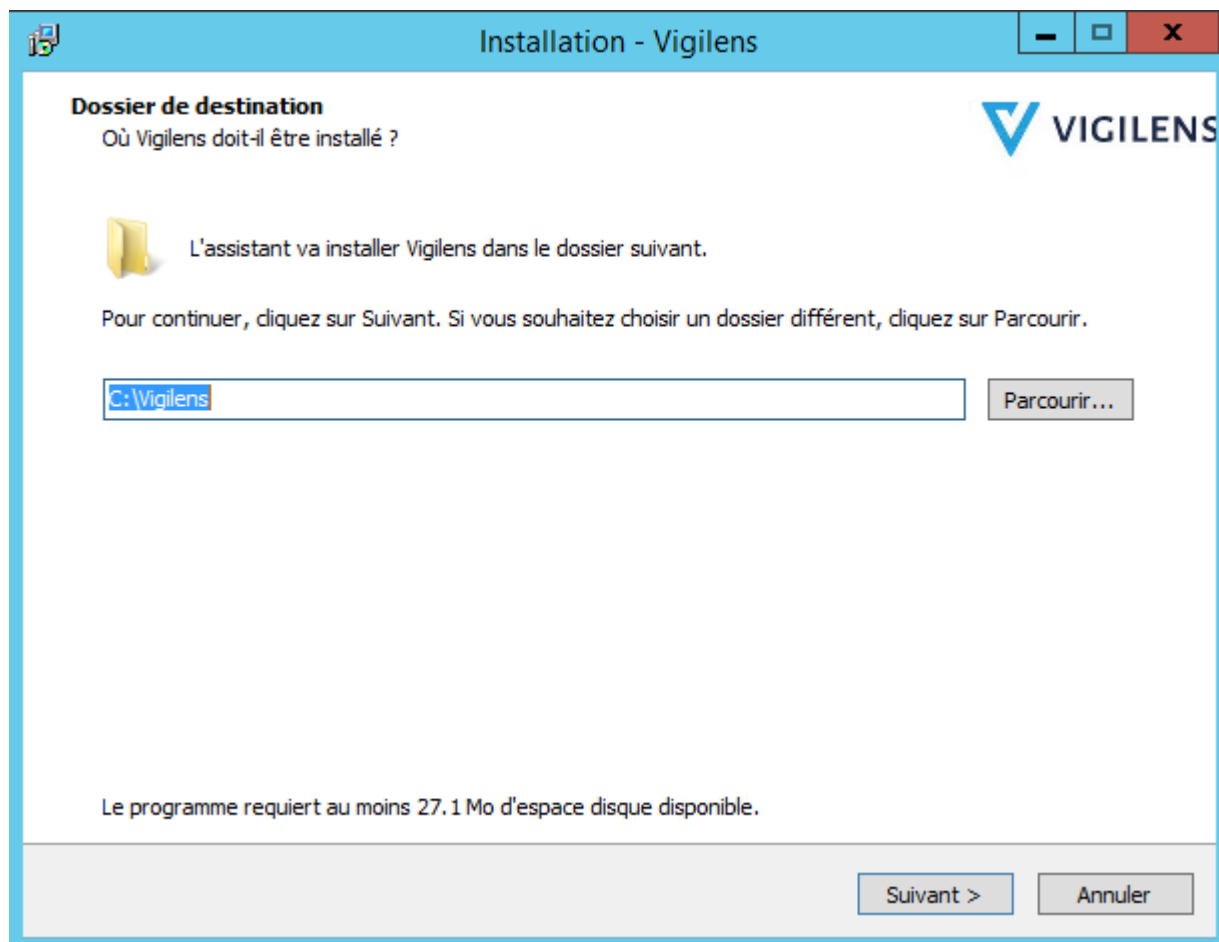 Installation - Vigilens
Dossier de destination
Où Vigilens doit-il être installé ?
VIGILENS
L'assistant va installer Vigilens dans le dossier suivant.
Pour continuer, cliquez sur Suivant. Si vous souhaitez choisir un dossier différent, cliquez sur Parcourir.
C:\Vigilens
Parcourir...
Le programme requiert au moins 27.1 Mo d'espace disque disponible.
Suivant >
Annuler